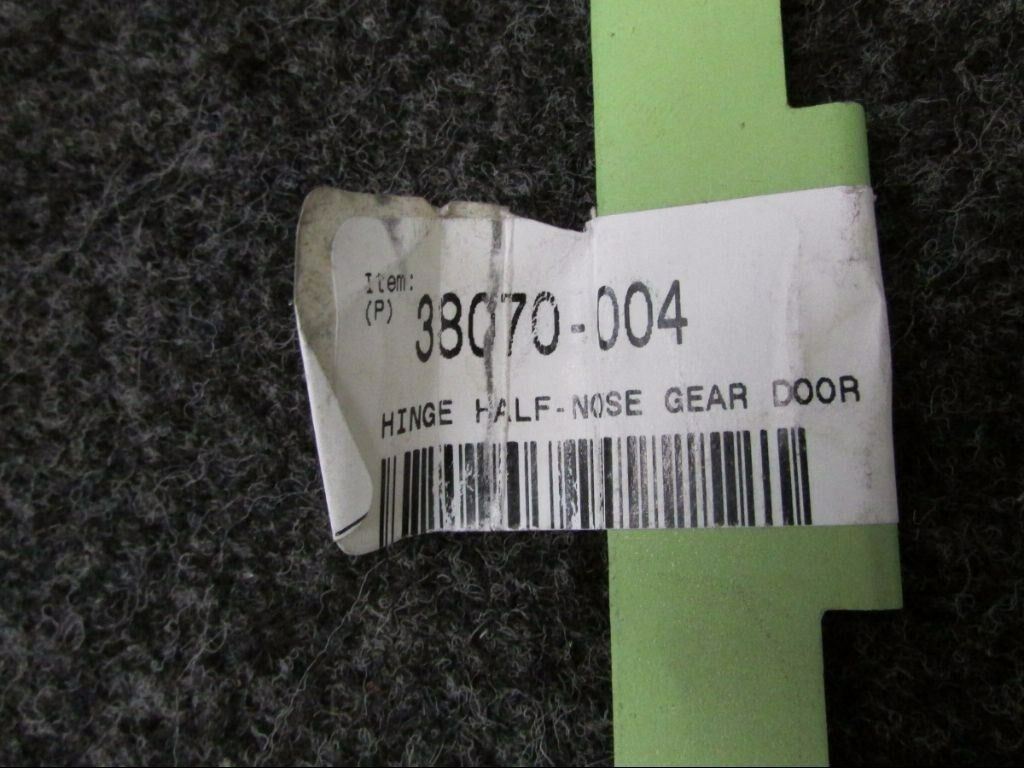 Item:
(P) 38070-004
HINGE HALF-NOSE GEAR DOOR